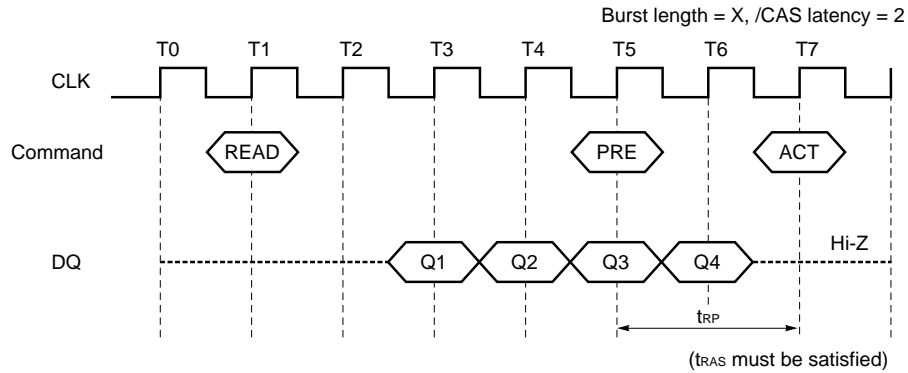 Burst length = X, /CAS latency = 2
T0 T1 T2 T3 T4 T5 T6 T7
CLK
Command READ PRE ACT
DQ Q1 Q2 Q3 Q4 Hi-Z
tRP
(tRAS must be satisfied)